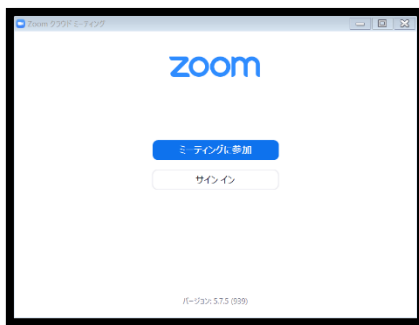 Zoom クラウド ミーティング
zoom
ミーティングに参加
サインイン
バージョン: 5.7.5 (939)